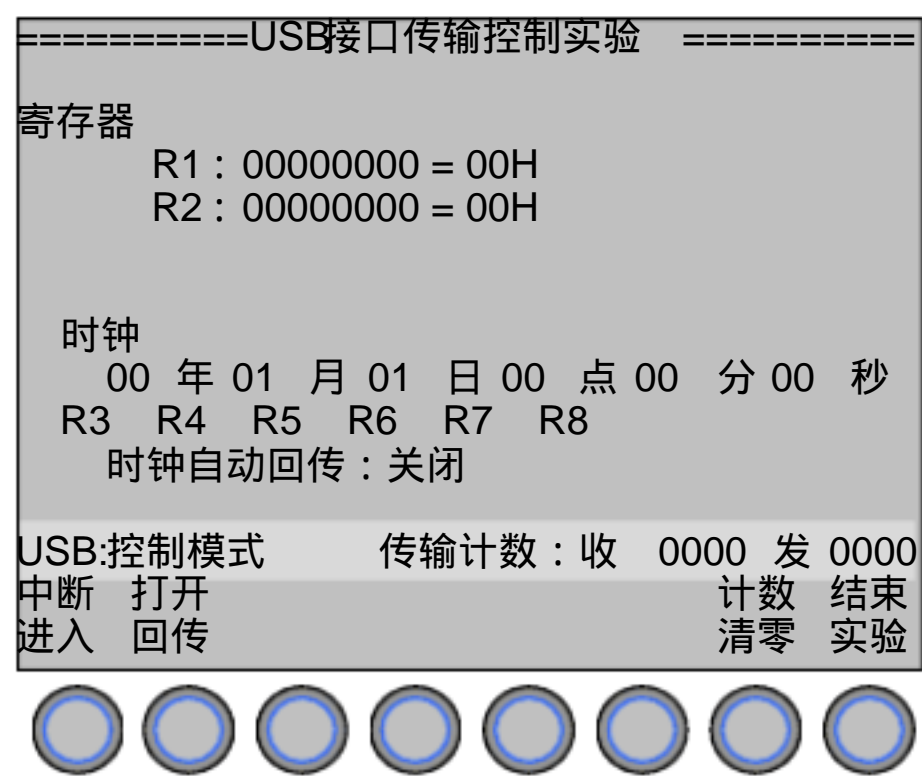 ==========USB接口传输控制实验 ==========
寄存器
R1：00000000 = 00H
R2：00000000 = 00H
时钟
00 年 01 月 01 日 00 点 00 分 00 秒
R3 R4 R5 R6 R7 R8
时钟自动回传：关闭
USB:控制模式 传输计数：收 0000 发 0000
中断 打开 计数 结束
进入 回传 清零 实验